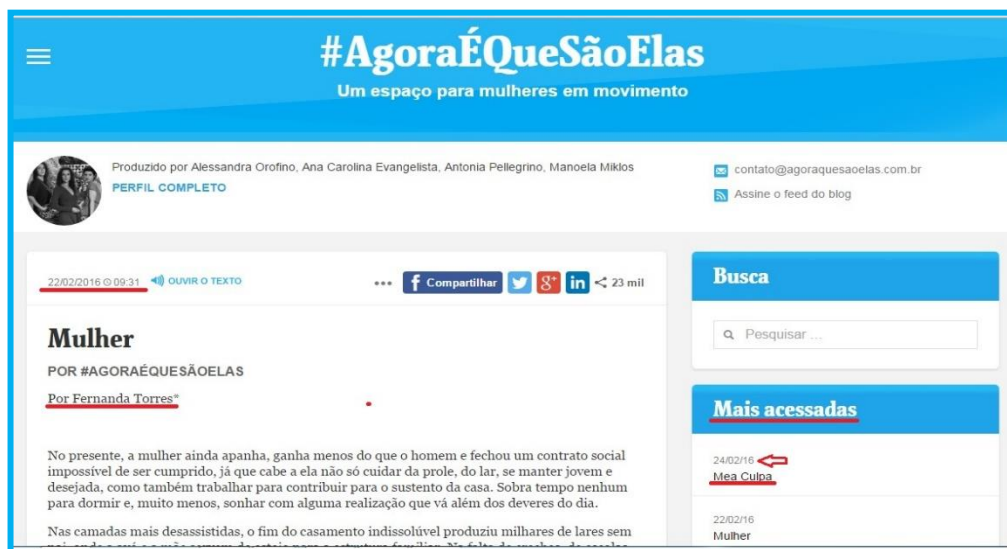 #AgoraÉQueSãoElas
Um espaço para mulheres em movimento
Produzido por Alessandra Orofino, Ana Carolina Evangelista, Antonia Pellegrino, Manoela Miklos
PERFIL COMPLETO
contato@agoraquesaoelas.com.br
Assine o feed do blog
22/02/2016 09:31 OUVIR O TEXTO
Compartilhar 23 mil
Mulher
POR #AGORAÉQUESÃOELAS
Por Fernanda Torres*
No presente, a mulher ainda apanha, ganha menos do que o homem e fechou um contrato social
impossível de ser cumprido, já que cabe a ela não só cuidar da prole, do lar, se manter jovem e
desejada, como também trabalhar para contribuir para o sustento da casa. Sobra tempo nenhum
para dormir e, muito menos, sonhar com alguma realização que vá além dos deveres do dia.
Nas camadas mais desassistidas, o fim do casamento indissolúvel produziu milhares de lares sem
Busca
Pesquisar ...
Mais acessadas
24/02/16
Mea Culpa
22/02/16
Mulher